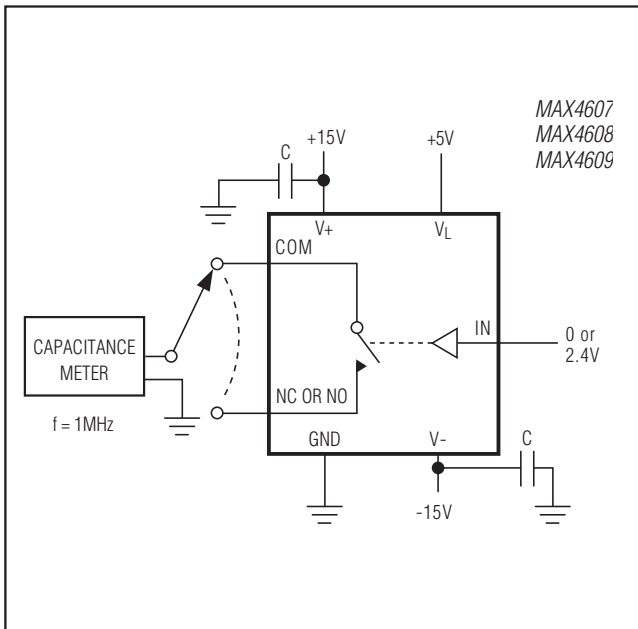 MAX4607
MAX4608
MAX4609
+15V
+5V
C
V+
VL
COM
IN
0 or
2.4V
CAPACITANCE
METER
NC OR NO
f = 1MHz
GND
V-
C
-15V